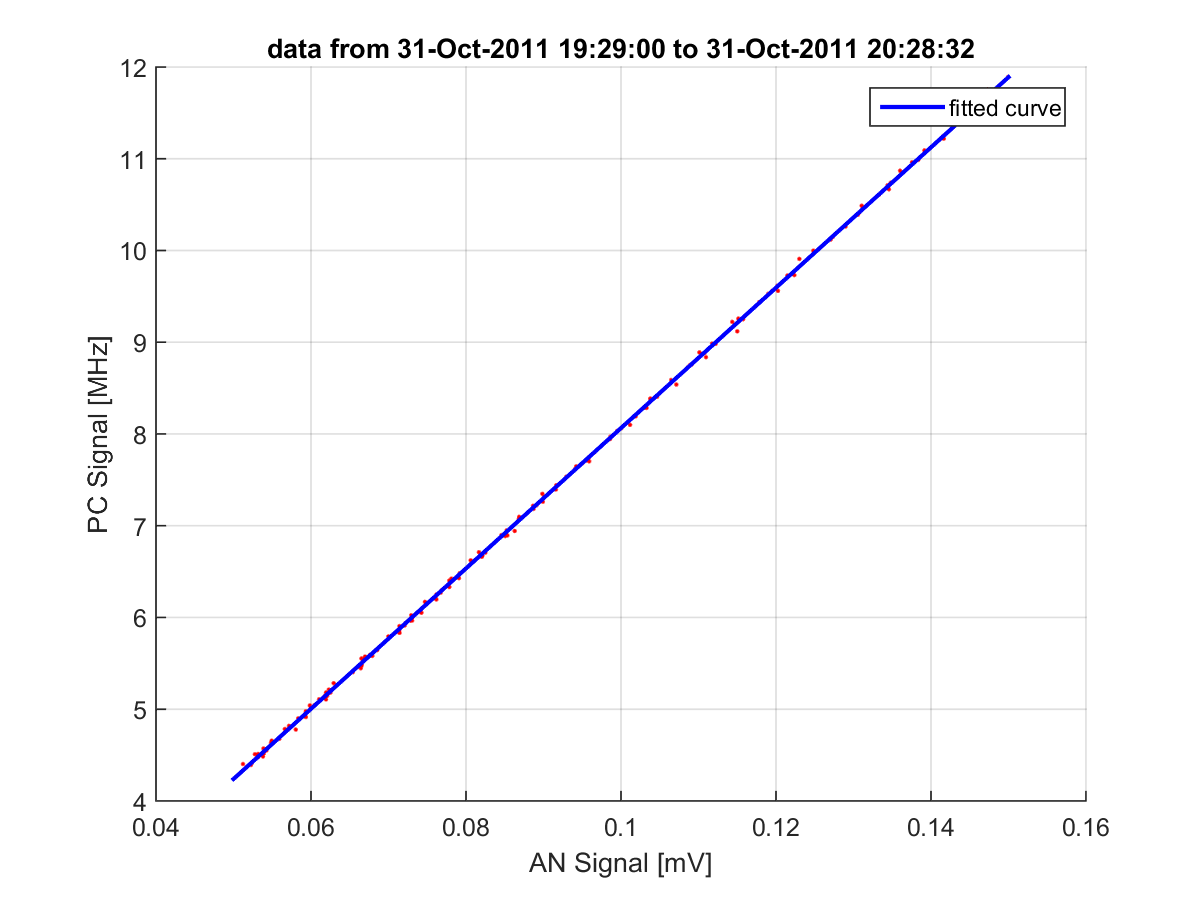 data from 31-Oct-2011 19:29:00 to 31-Oct-2011 20:28:32
fitted curve
PC Signal [MHz]
12
11
10
9
8
7
6
5
4
0.04 0.06 0.08 0.1 0.12 0.14 0.16
AN Signal [mV]